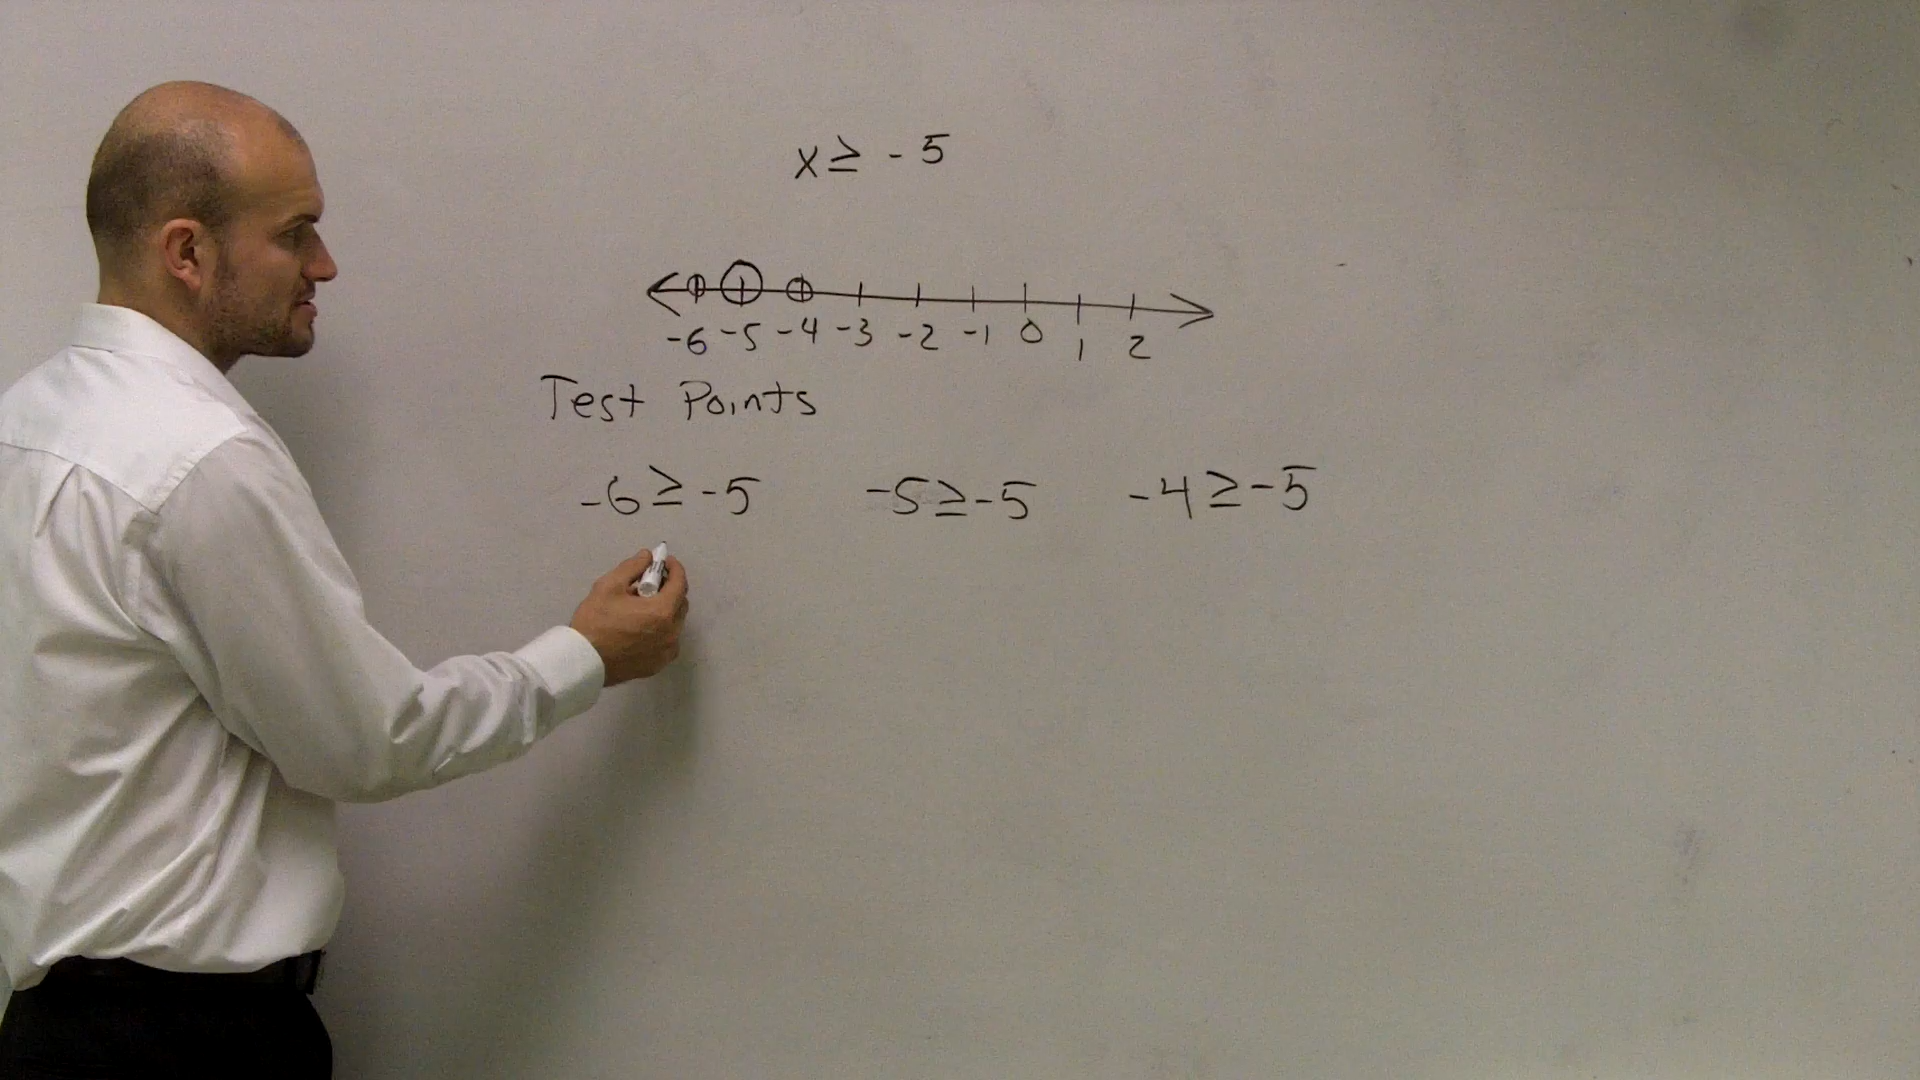 x ≥ - 5
-6 -5 -4 -3 -2 -1 0 1 2
Test Points
-6 ≥ -5 -5 ≥ -5 -4 ≥ -5